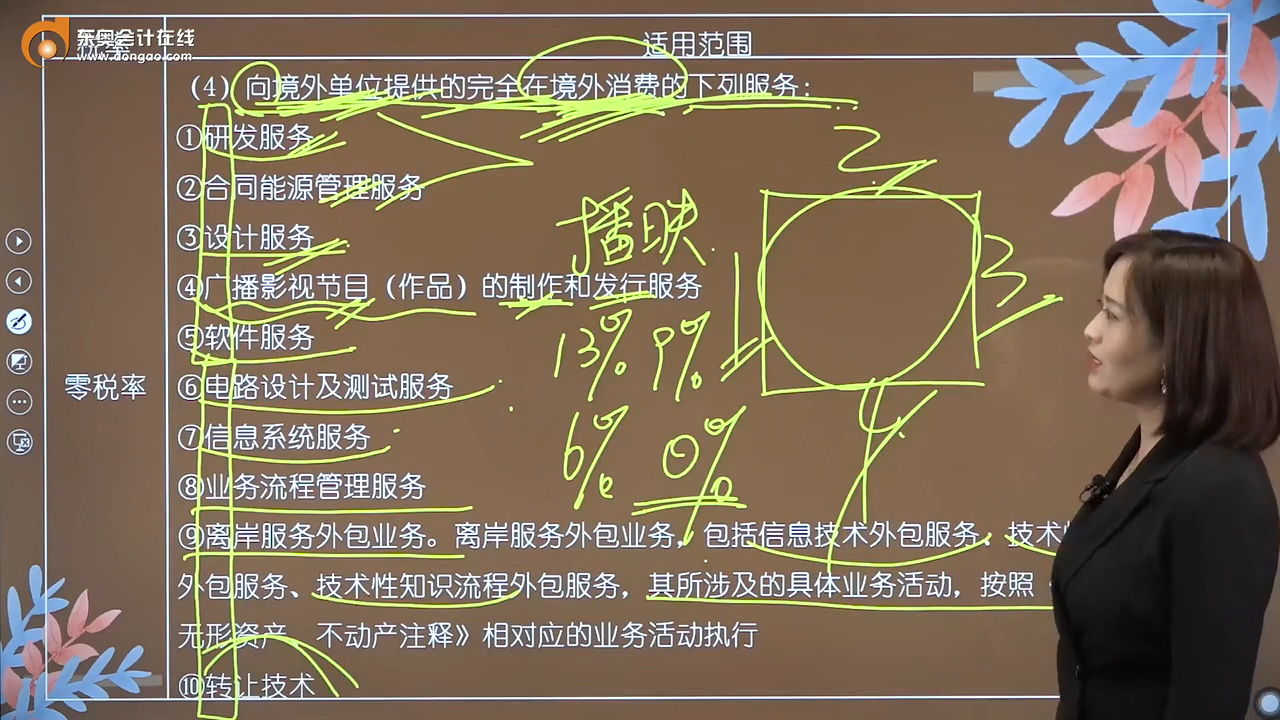 东奥会计在线
www.dongao.com
适用范围
零税率
（4）向境外单位提供的完全在境外消费的下列服务：
①研发服务
②合同能源管理服务
③设计服务
④广播影视节目（作品）的制作和发行服务
⑤软件服务
⑥电路设计及测试服务
⑦信息系统服务
⑧业务流程管理服务
⑨离岸服务外包业务。离岸服务外包业务，包括信息技术外包服务、技术
外包服务、技术性知识流程外包服务，其所涉及的具体业务活动，按照
无形资产、不动产注释》相对应的业务活动执行
⑩转让技术
播映
13% 9%
6% 0%
2
3
1
4